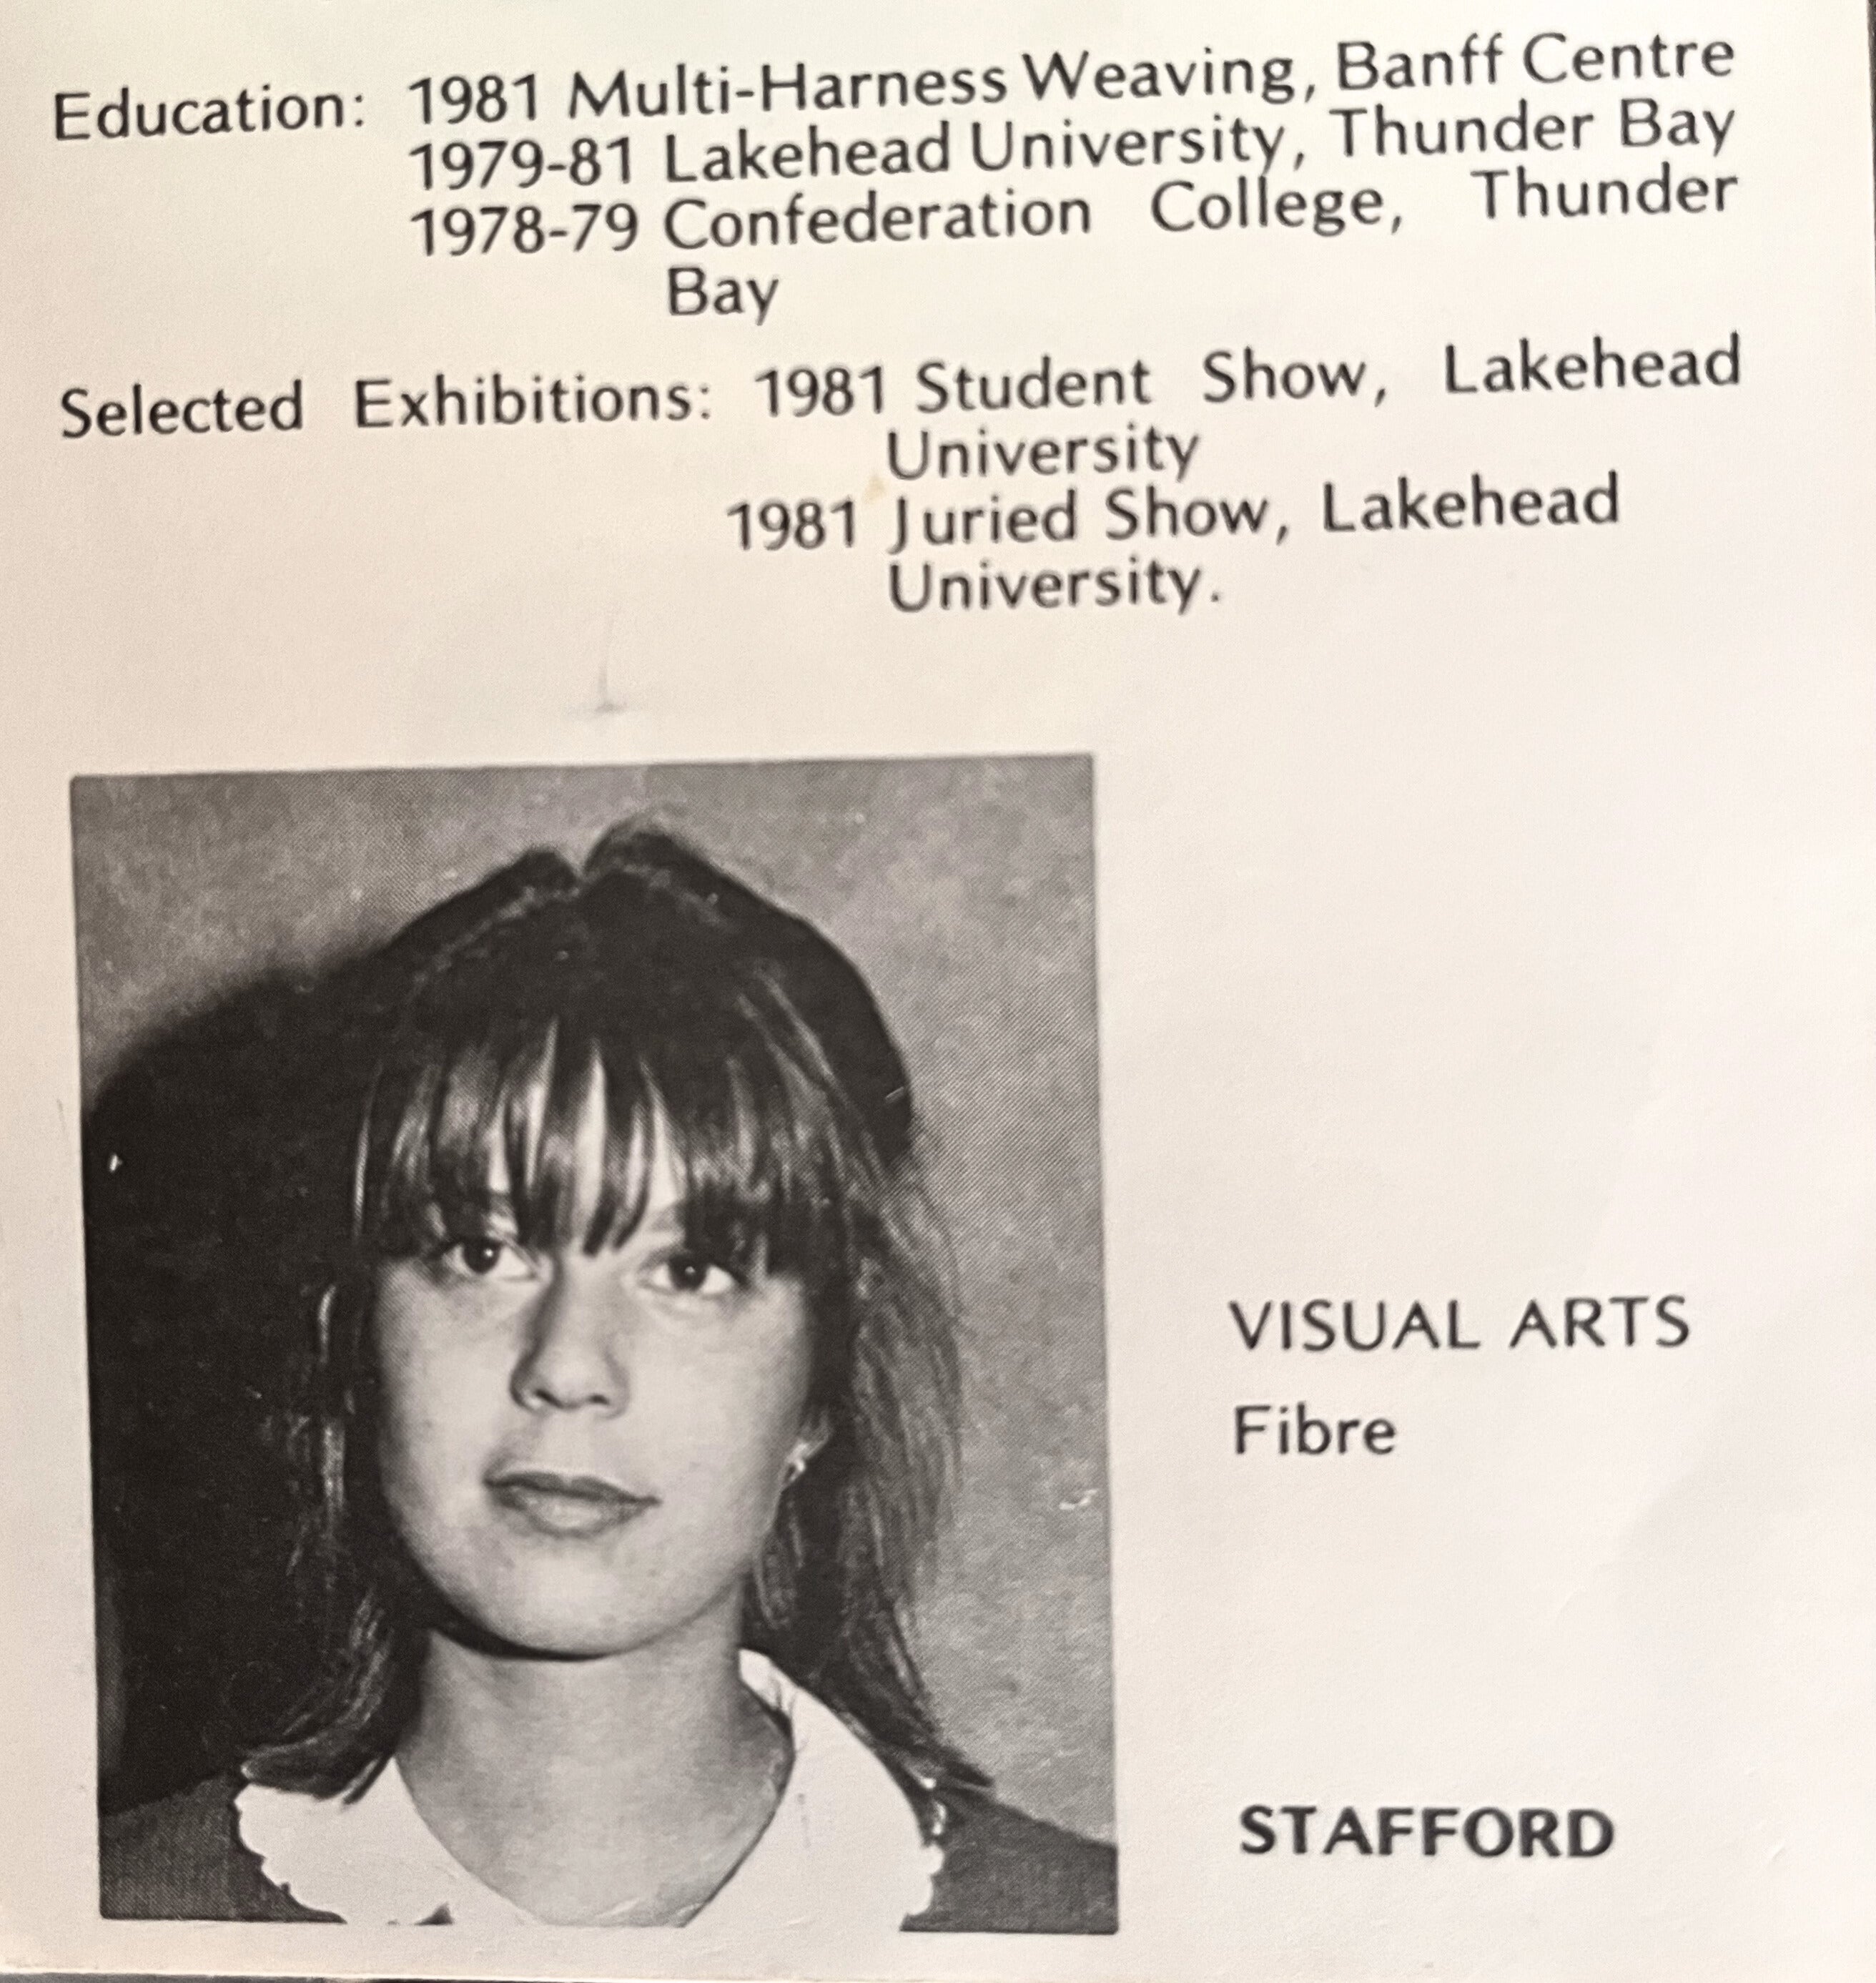 Education: 1981 Multi-Harness Weaving, Banff Centre
1979-81 Lakehead University, Thunder Bay
1978-79 Confederation College, Thunder
Bay
Selected Exhibitions: 1981 Student Show, Lakehead
University
1981 Juried Show, Lakehead
University.
VISUAL ARTS
Fibre
STAFFORD